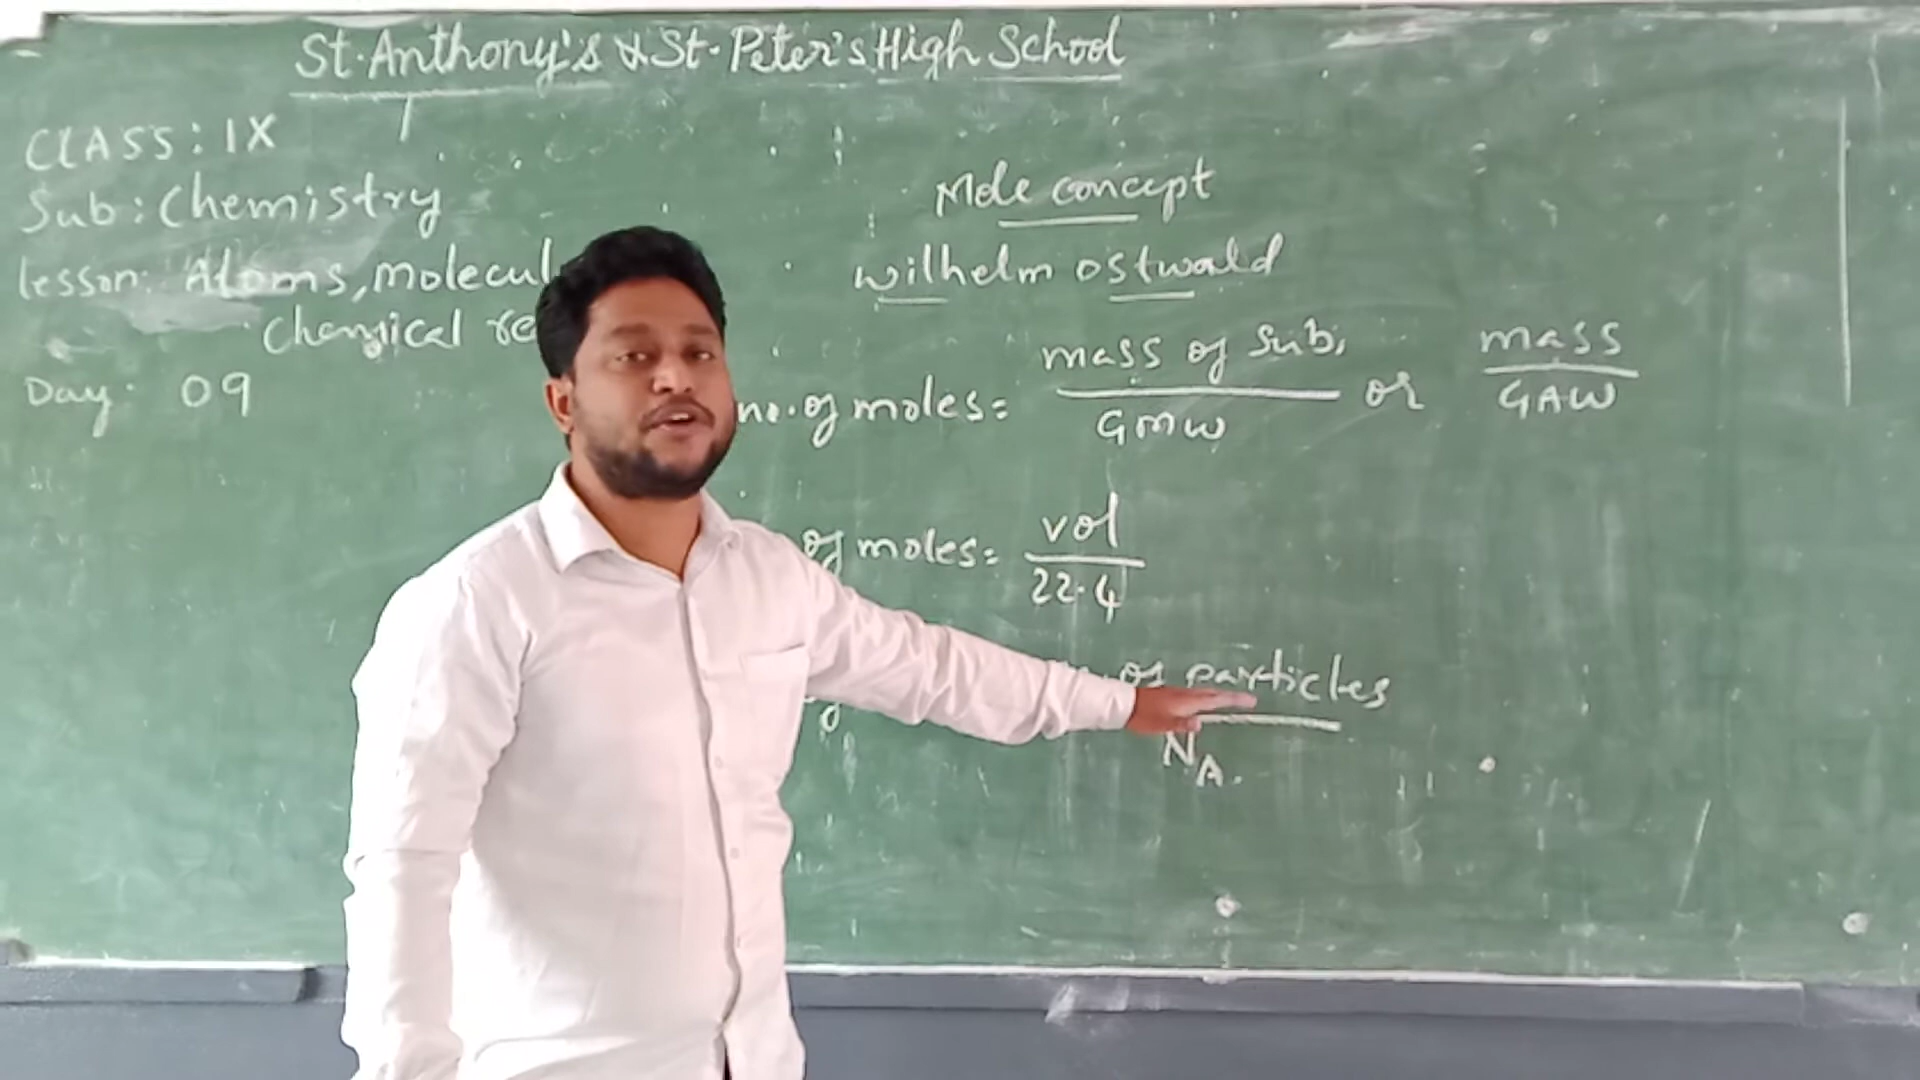 St. Anthony's & St. Peter's High School
CLASS: IX
Sub: Chemistry
lesson: Atoms, molecul
Chemical re
Day: 09
Mole concept
wilhelm ostwald
no. of moles = mass of Sub. / GMW or mass / GAW
of moles = vol / 22.4
particles / NA.